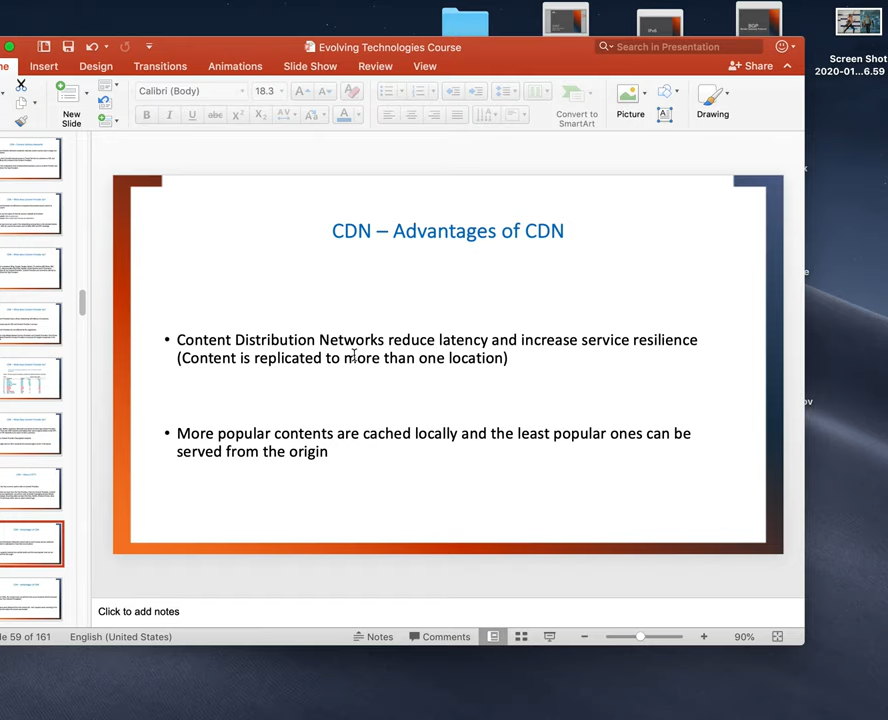 Evolving Technologies Course
Search in Presentation
Insert
Design
Transitions
Animations
Slide Show
Review
View
Share
Calibri (Body)
18.3
New
Slide
Convert to
SmartArt
Picture
Drawing
Screen Shot
2020-01...6.59
CDN – Advantages of CDN
• Content Distribution Networks reduce latency and increase service resilience
(Content is replicated to more than one location)
• More popular contents are cached locally and the least popular ones can be
served from the origin
Click to add notes
59 of 161
English (United States)
Notes
Comments
90%